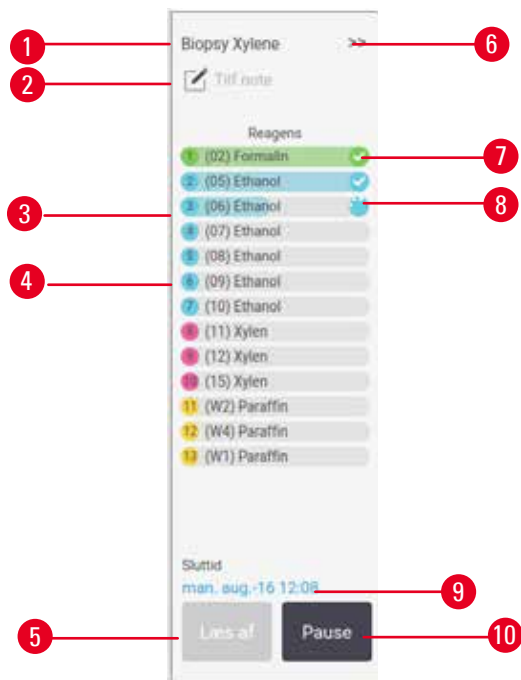 1 Biopsy Xylene >> 6
2 Tilf note
Reagens
1 (02) Formalin 7
2 (05) Ethanol
3 3 (06) Ethanol 8
4 (07) Ethanol
5 (08) Ethanol
4 6 (09) Ethanol
7 (10) Ethanol
8 (11) Xylen
9 (12) Xylen
10 (15) Xylen
11 (W2) Paraffin
12 (W4) Paraffin
13 (W1) Paraffin
Sluttid
man. aug.-16 12:08 9
5 Læs af Pause 10